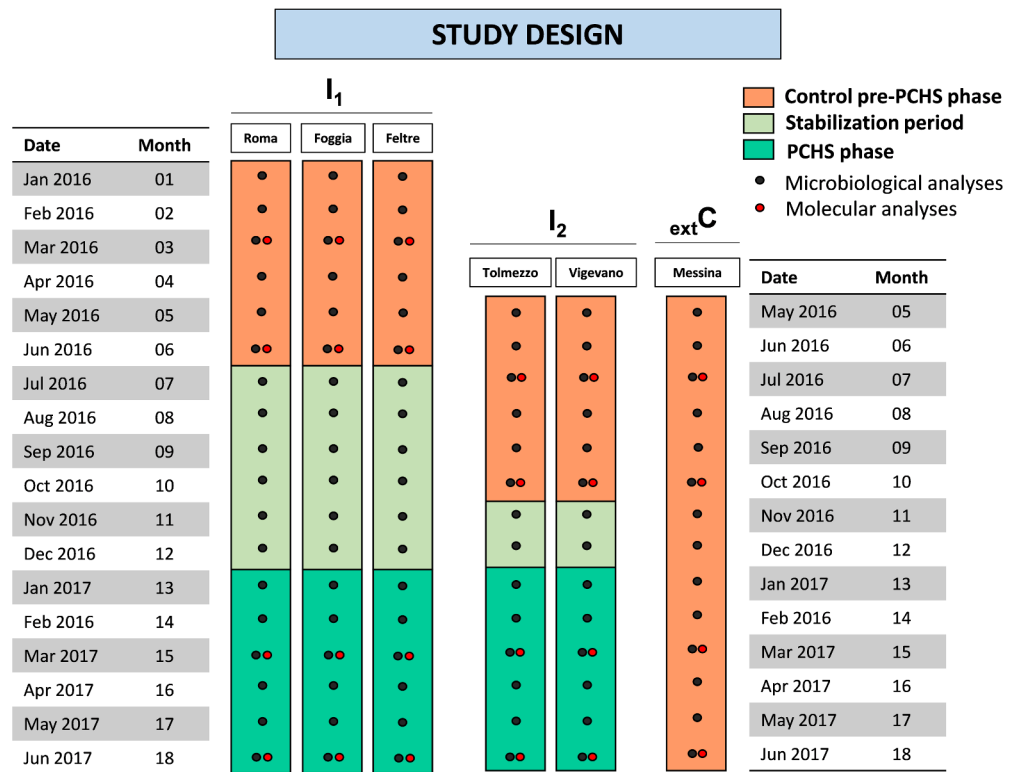 STUDY DESIGN
I1
Control pre-PCHS phase
Stabilization period
PCHS phase
Microbiological analyses
Molecular analyses
Roma Foggia Feltre
Date Month
Jan 2016 01
Feb 2016 02
Mar 2016 03
Apr 2016 04
May 2016 05
Jun 2016 06
Jul 2016 07
Aug 2016 08
Sep 2016 09
Oct 2016 10
Nov 2016 11
Dec 2016 12
Jan 2017 13
Feb 2016 14
Mar 2017 15
Apr 2017 16
May 2017 17
Jun 2017 18
I2
extC
Tolmezzo Vigevano
Messina
Date Month
May 2016 05
Jun 2016 06
Jul 2016 07
Aug 2016 08
Sep 2016 09
Oct 2016 10
Nov 2016 11
Dec 2016 12
Jan 2017 13
Feb 2016 14
Mar 2017 15
Apr 2017 16
May 2017 17
Jun 2017 18